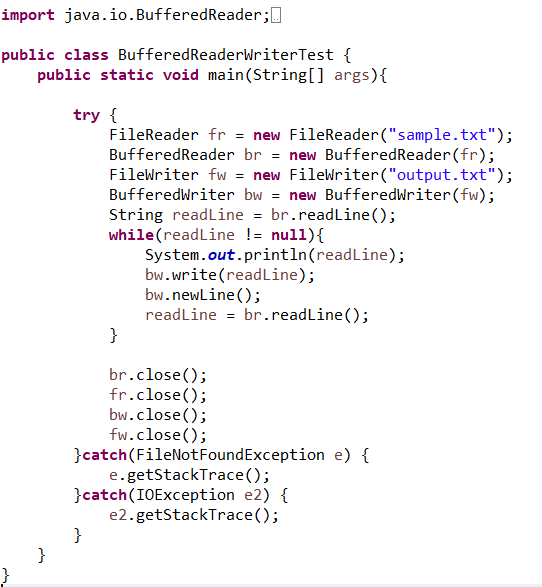 import java.io.BufferedReader;
public class BufferedReaderWriterTest {
    public static void main(String[] args){
        try {
            FileReader fr = new FileReader("sample.txt");
            BufferedReader br = new BufferedReader(fr);
            FileWriter fw = new FileWriter("output.txt");
            BufferedWriter bw = new BufferedWriter(fw);
            String readLine = br.readLine();
            while(readLine != null){
                System.out.println(readLine);
                bw.write(readLine);
                bw.newLine();
                readLine = br.readLine();
            }
            br.close();
            fr.close();
            bw.close();
            fw.close();
        }catch(FileNotFoundException e) {
            e.getStackTrace();
        }catch(IOException e2) {
            e2.getStackTrace();
        }
    }
}